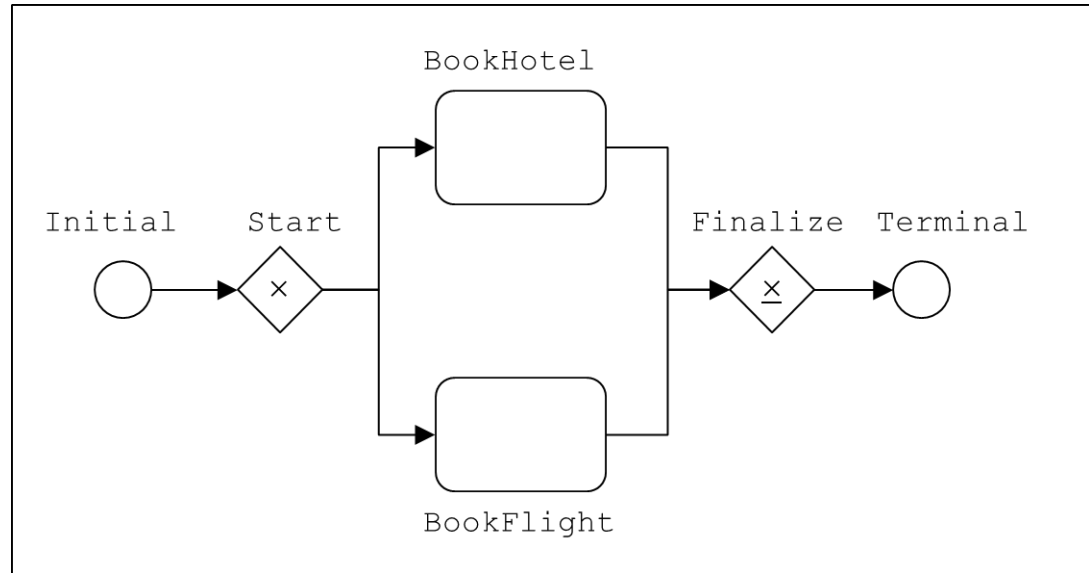 BookHotel
Initial
Start
Finalize
Terminal
×
×
BookFlight